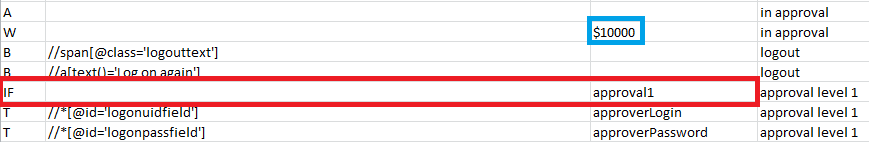 A in approval
W $10000 in approval
B //span[@class='logouttext'] logout
B //a[text()='Log on again'] logout
IF approval1 approval level 1
T //*[@id='logonuidfield'] approverLogin approval level 1
T //*[@id='logonpassfield'] approverPassword approval level 1